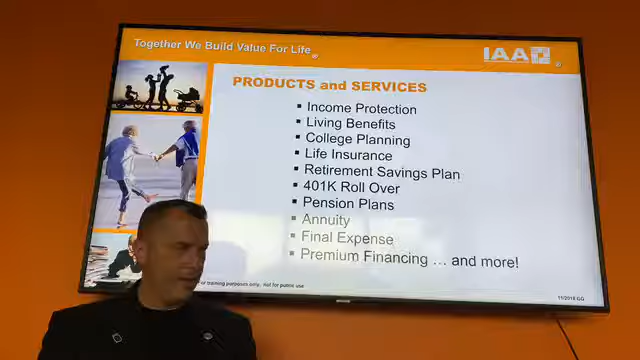 Together We Build Value For Life
IAA
PRODUCTS and SERVICES
▪ Income Protection
▪ Living Benefits
▪ College Planning
▪ Life Insurance
▪ Retirement Savings Plan
▪ 401K Roll Over
▪ Pension Plans
▪ Annuity
▪ Final Expense
▪ Premium Financing … and more!
or training purposes only, not for public use
11/2018 GG